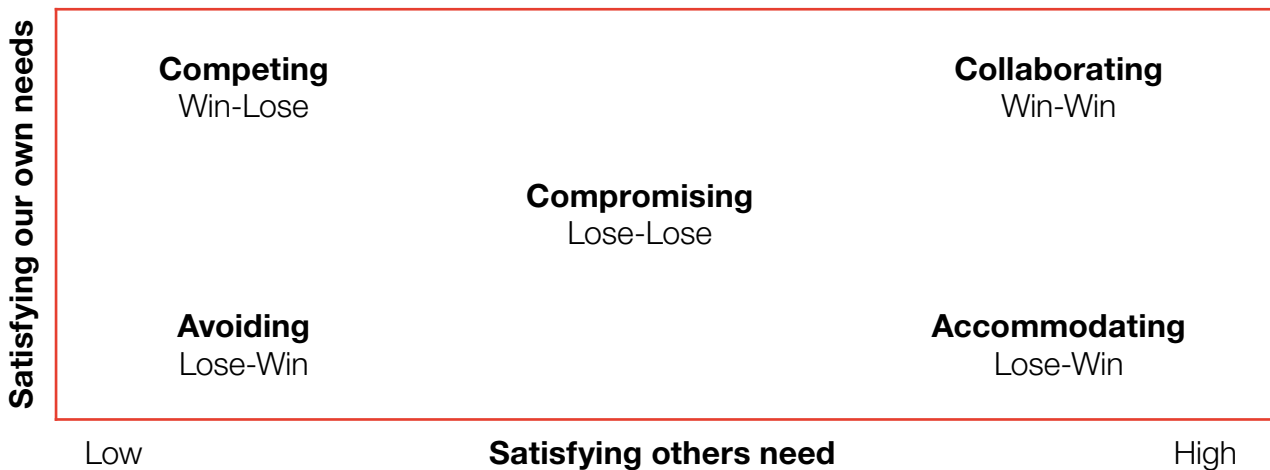 Satisfying our own needs
Competing
Win-Lose
Collaborating
Win-Win
Compromising
Lose-Lose
Avoiding
Lose-Win
Accommodating
Lose-Win
Low
Satisfying others need
High